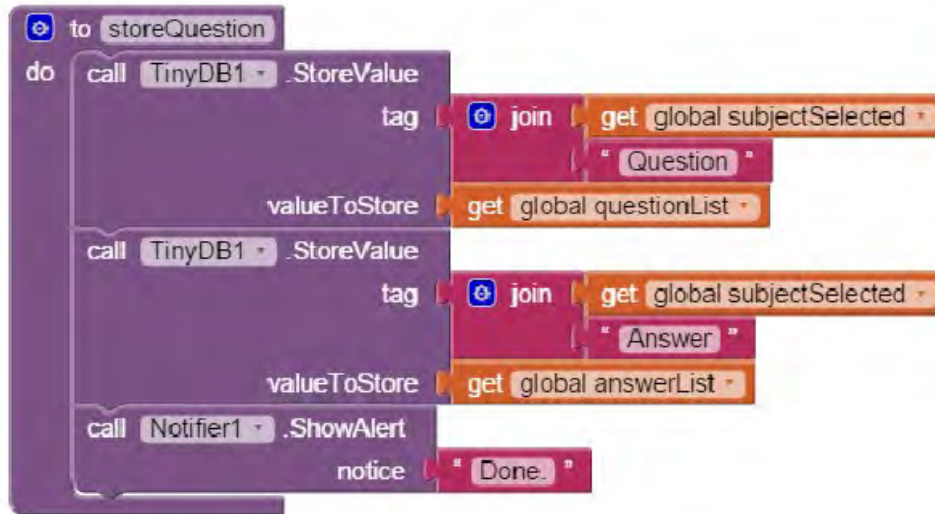 to storeQuestion
do call TinyDB1 .StoreValue
tag join get global subjectSelected
" Question "
valueToStore get global questionList
call TinyDB1 .StoreValue
tag join get global subjectSelected
" Answer "
valueToStore get global answerList
call Notifier1 .ShowAlert
notice " Done. "